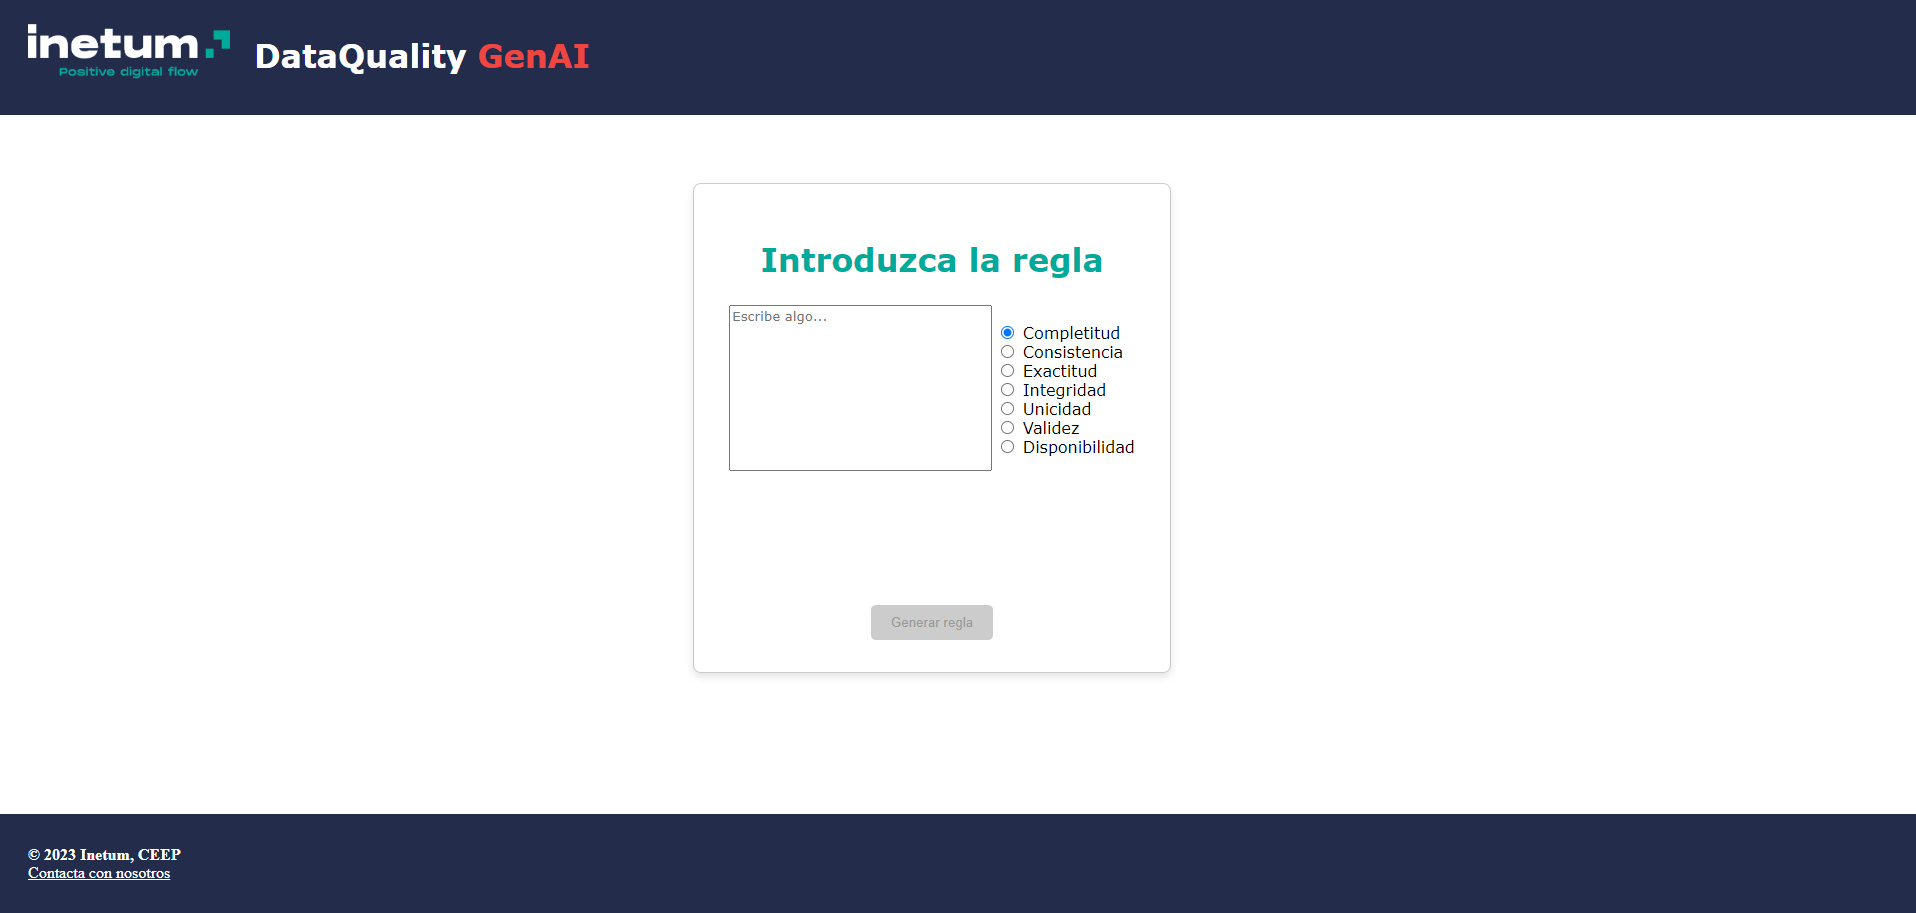 inetum
Positive digital flow
DataQuality GenAI
Introduzca la regla
Escribe algo...
Completitud
Consistencia
Exactitud
Integridad
Unicidad
Validez
Disponibilidad
Generar regla
© 2023 Inetum, CEEP
Contacta con nosotros